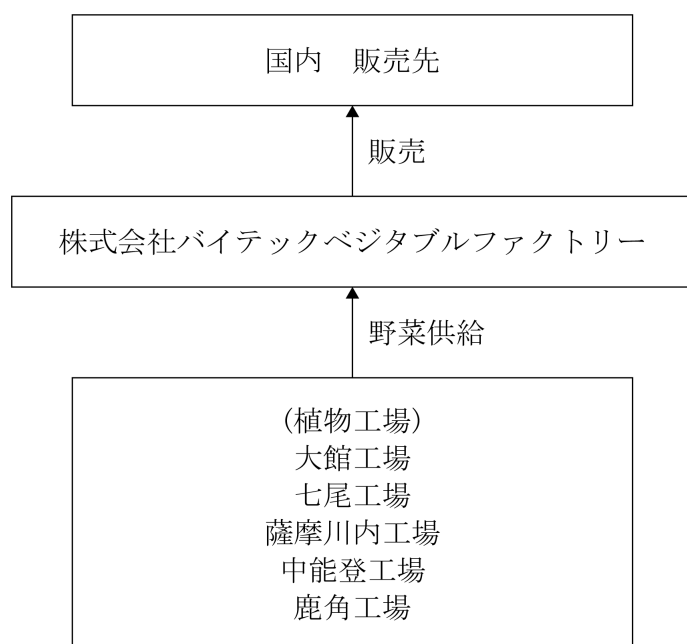 国内　販売先
販売
株式会社バイテックベジタブルファクトリー
野菜供給
(植物工場)
大館工場
七尾工場
薩摩川内工場
中能登工場
鹿角工場